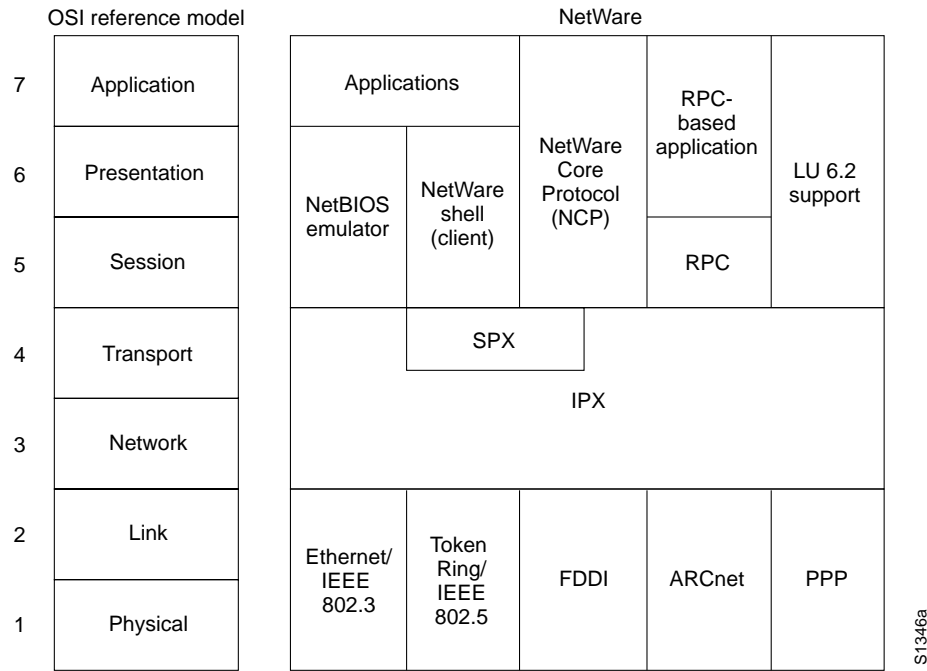 OSI reference model
NetWare
7
Application
6
Presentation
5
Session
4
Transport
3
Network
2
Link
1
Physical
Applications
NetBIOS
emulator
NetWare
shell
(client)
NetWare
Core
Protocol
(NCP)
RPC-
based
application
RPC
LU 6.2
support
SPX
IPX
Ethernet/
IEEE
802.3
Token
Ring/
IEEE
802.5
FDDI
ARCnet
PPP
S1346a